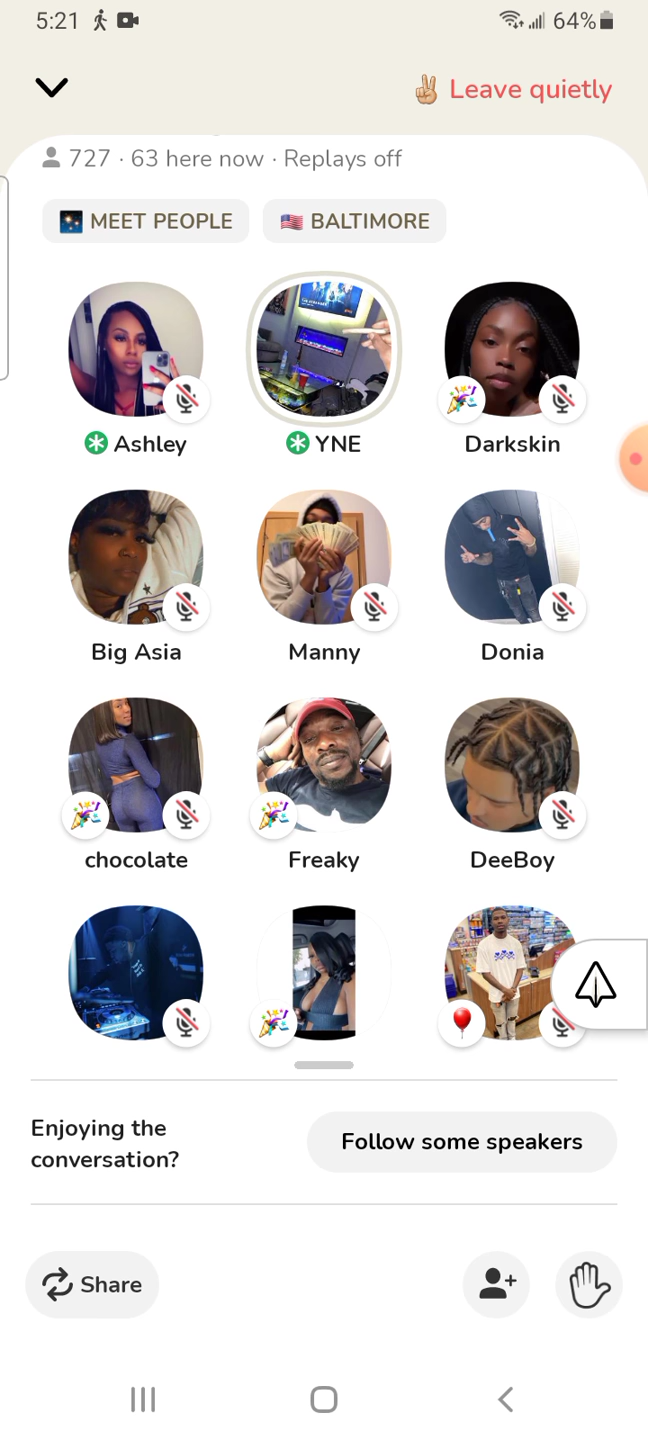 5:21 64%
Leave quietly
727 · 63 here now · Replays off
MEET PEOPLE BALTIMORE
Ashley YNE Darkskin
Big Asia Manny Donia
chocolate Freaky DeeBoy
Enjoying the
conversation?
Follow some speakers
Share